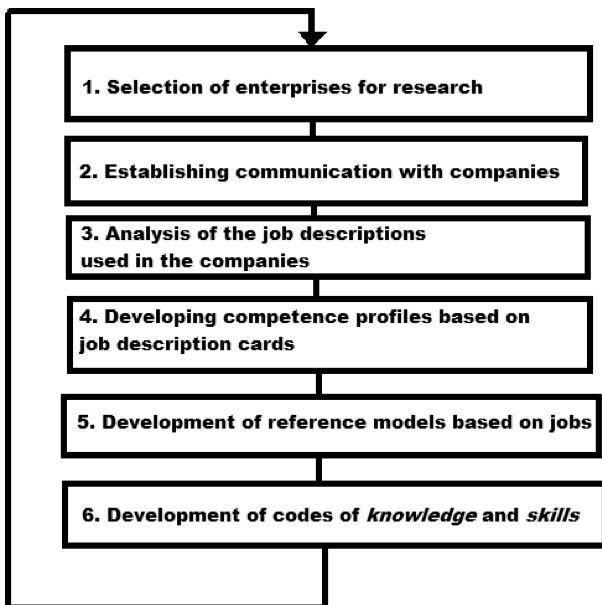 1. Selection of enterprises for research
2. Establishing communication with companies
3. Analysis of the job descriptions
used in the companies
4. Developing competence profiles based on
job description cards
5. Development of reference models based on jobs
6. Development of codes of knowledge and skills